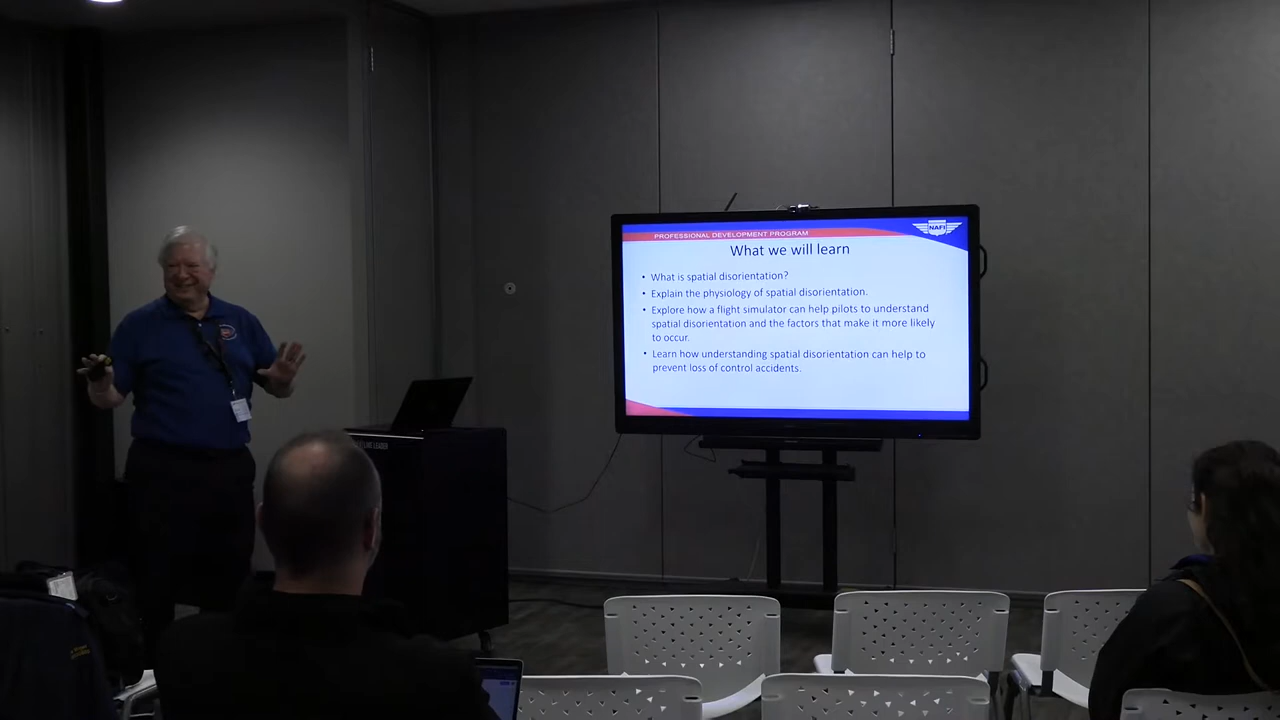 PROFESSIONAL DEVELOPMENT PROGRAM
NAFI
What we will learn
• What is spatial disorientation?
• Explain the physiology of spatial disorientation.
• Explore how a flight simulator can help pilots to understand
spatial disorientation and the factors that make it more likely
to occur.
• Learn how understanding spatial disorientation can help to
prevent loss of control accidents.
LEADER